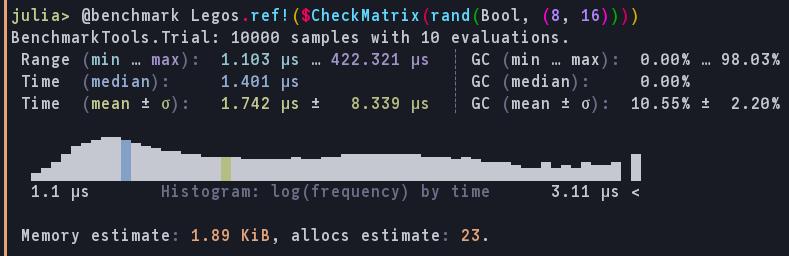 julia> @benchmark Legos.ref!($CheckMatrix(rand(Bool, (8, 16))))
BenchmarkTools.Trial: 10000 samples with 10 evaluations.
Range (min … max): 1.103 μs … 422.321 μs ┊ GC (min … max): 0.00% … 98.03%
Time (median): 1.401 μs ┊ GC (median): 0.00%
Time (mean ± σ): 1.742 μs ± 8.339 μs ┊ GC (mean ± σ): 10.55% ± 2.20%
1.1 μs Histogram: log(frequency) by time 3.11 μs <
Memory estimate: 1.89 KiB, allocs estimate: 23.